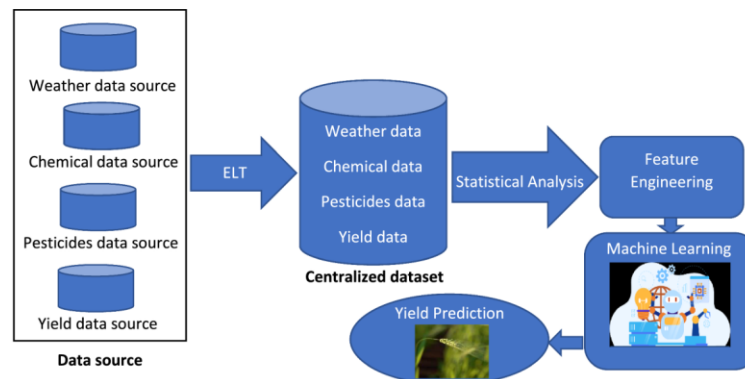 Weather data source
Chemical data source
Pesticides data source
Yield data source
Data source
ELT
Weather data
Chemical data
Pesticides data
Yield data
Centralized dataset
Statistical Analysis
Feature
Engineering
Machine Learning
Yield Prediction